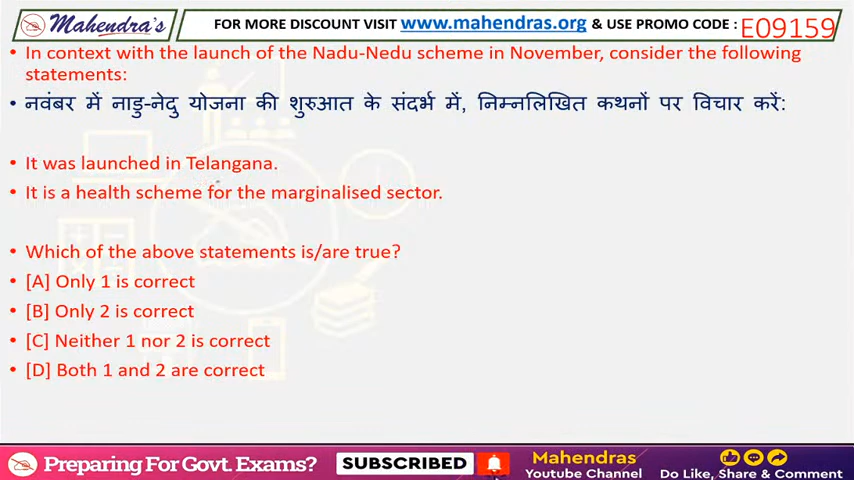 Mahendra's
FOR MORE DISCOUNT VISIT www.mahendras.org & USE PROMO CODE : E09159
• In context with the launch of the Nadu-Nedu scheme in November, consider the following
statements:
• नवंबर में नाडु-नेदु योजना की शुरुआत के संदर्भ में, निम्नलिखित कथनों पर विचार करें:
• It was launched in Telangana.
• It is a health scheme for the marginalised sector.
• Which of the above statements is/are true?
• [A] Only 1 is correct
• [B] Only 2 is correct
• [C] Neither 1 nor 2 is correct
• [D] Both 1 and 2 are correct
Preparing For Govt. Exams?
SUBSCRIBED
Mahendras
Youtube Channel
Do Like, Share & Comment